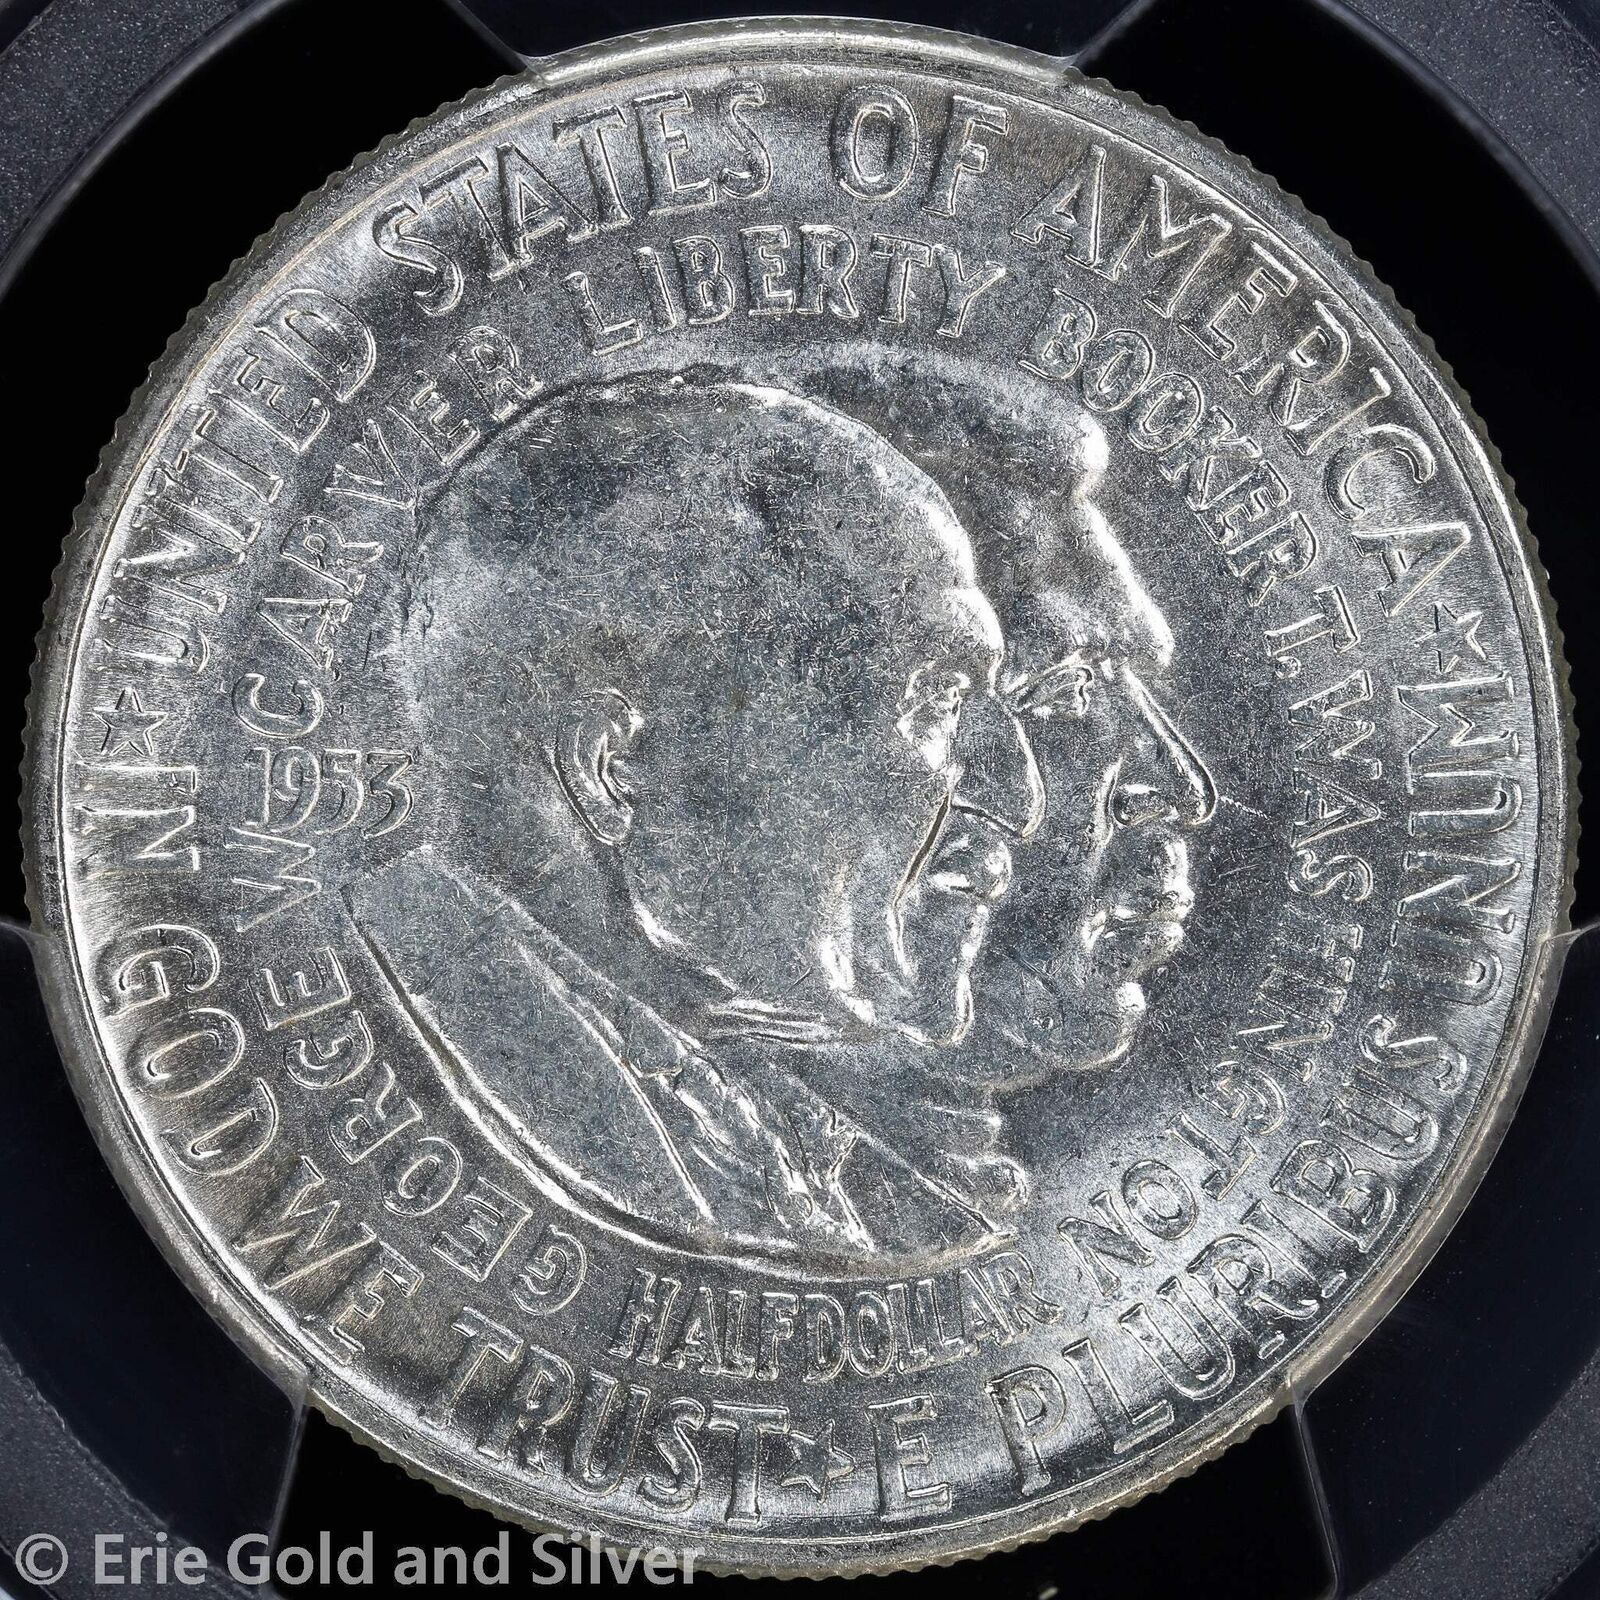 UNITED STATES OF AMERICA ★ E PLURIBUS UNUM ★ IN GOD WE TRUST ★
GEORGE W CARVER LIBERTY BOOKER T. WASHINGTON
1953
HALF DOLLAR
© Erie Gold and Silver